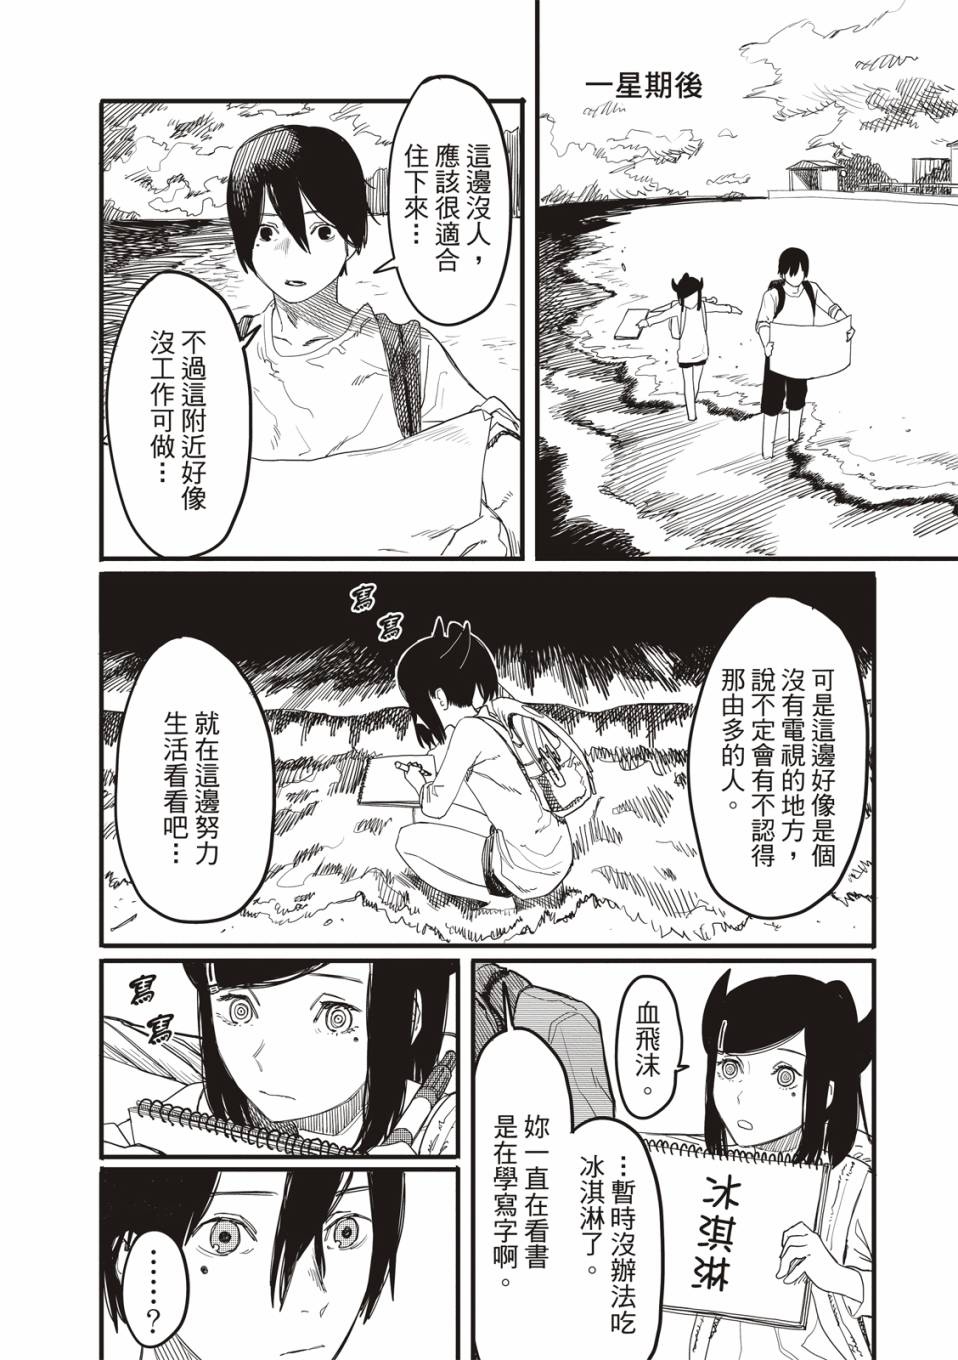 一星期後
這邊沒人，
應該很適合
住下來…
不過這附近好像
沒工作可做…
可是這邊好像是個
沒有電視的地方，
說不定會有不認得
那由多的人。
寫
寫
就在這邊努力
生活看看吧…
血飛沫。
…暫時沒辦法吃
冰淇淋了。
妳一直在看書
是在學寫字啊。
寫
寫
……？